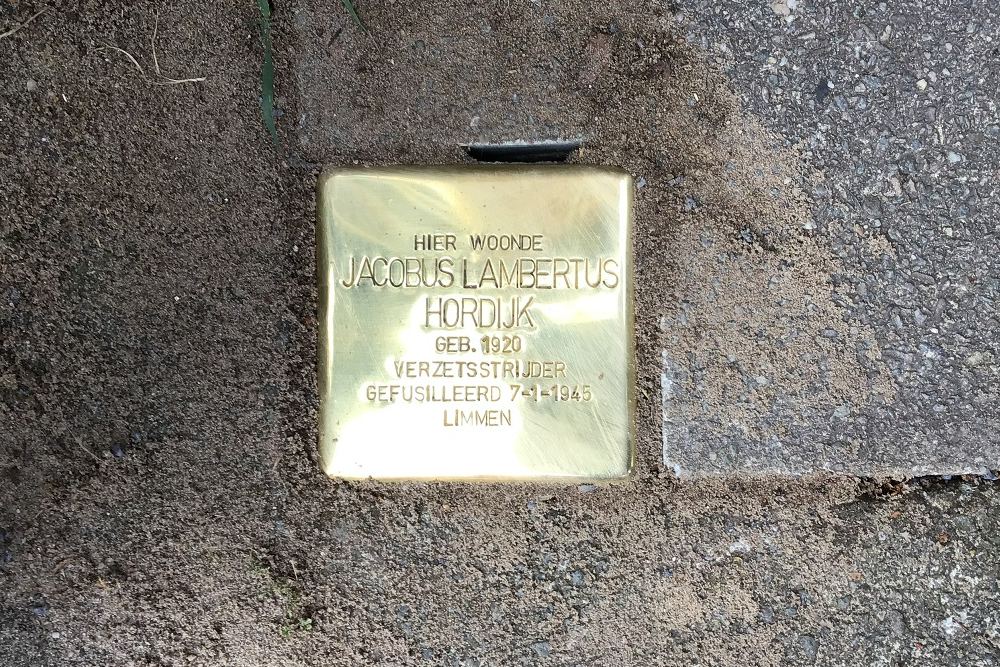 HIER WOONDE
JACOBUS LAMBERTUS
HORDIJK
GEB. 1920
VERZETSSTRIJDER
GEFUSILLEERD 7-1-1945
LIMMEN